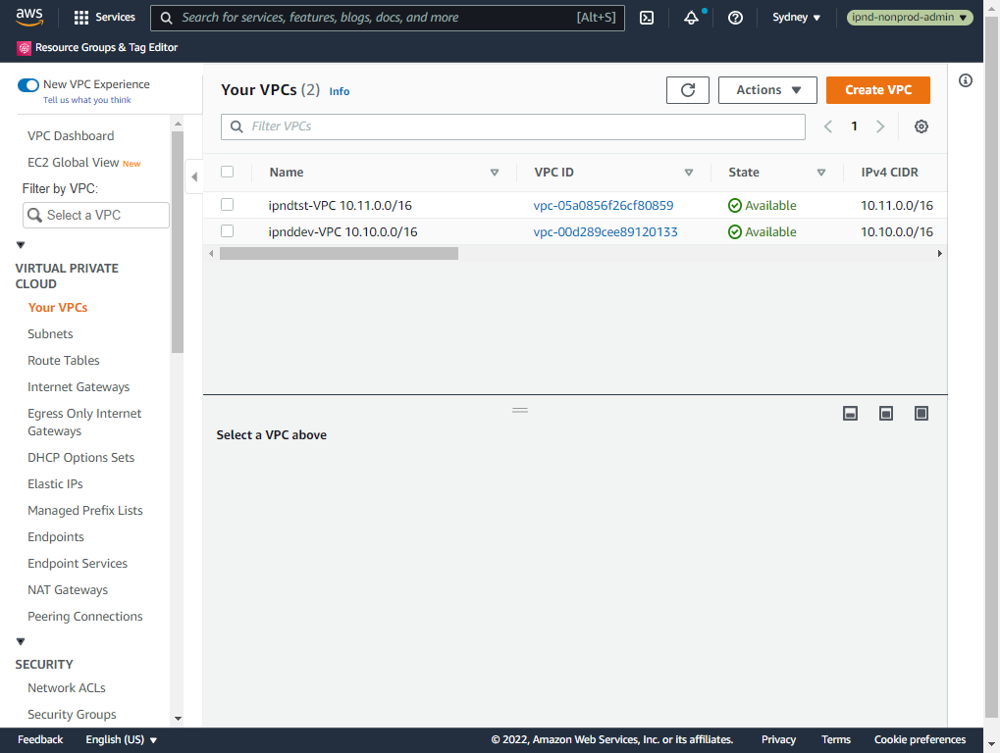 aws
Services
Search for services, features, blogs, docs, and more
[Alt+S]
Sydney
ipnd-nonprod-admin
Resource Groups & Tag Editor
New VPC Experience
Tell us what you think
VPC Dashboard
EC2 Global View New
Filter by VPC:
Select a VPC
VIRTUAL PRIVATE
CLOUD
Your VPCs
Subnets
Route Tables
Internet Gateways
Egress Only Internet
Gateways
DHCP Options Sets
Elastic IPs
Managed Prefix Lists
Endpoints
Endpoint Services
NAT Gateways
Peering Connections
SECURITY
Network ACLs
Security Groups
Your VPCs (2) Info
Actions
Create VPC
Filter VPCs
1
Name VPC ID State IPv4 CIDR
ipndtst-VPC 10.11.0.0/16 vpc-05a0856f26cf80859 Available 10.11.0.0/16
ipnddev-VPC 10.10.0.0/16 vpc-00d289cee89120133 Available 10.10.0.0/16
Select a VPC above
Feedback English (US) © 2022, Amazon Web Services, Inc. or its affiliates. Privacy Terms Cookie preferences